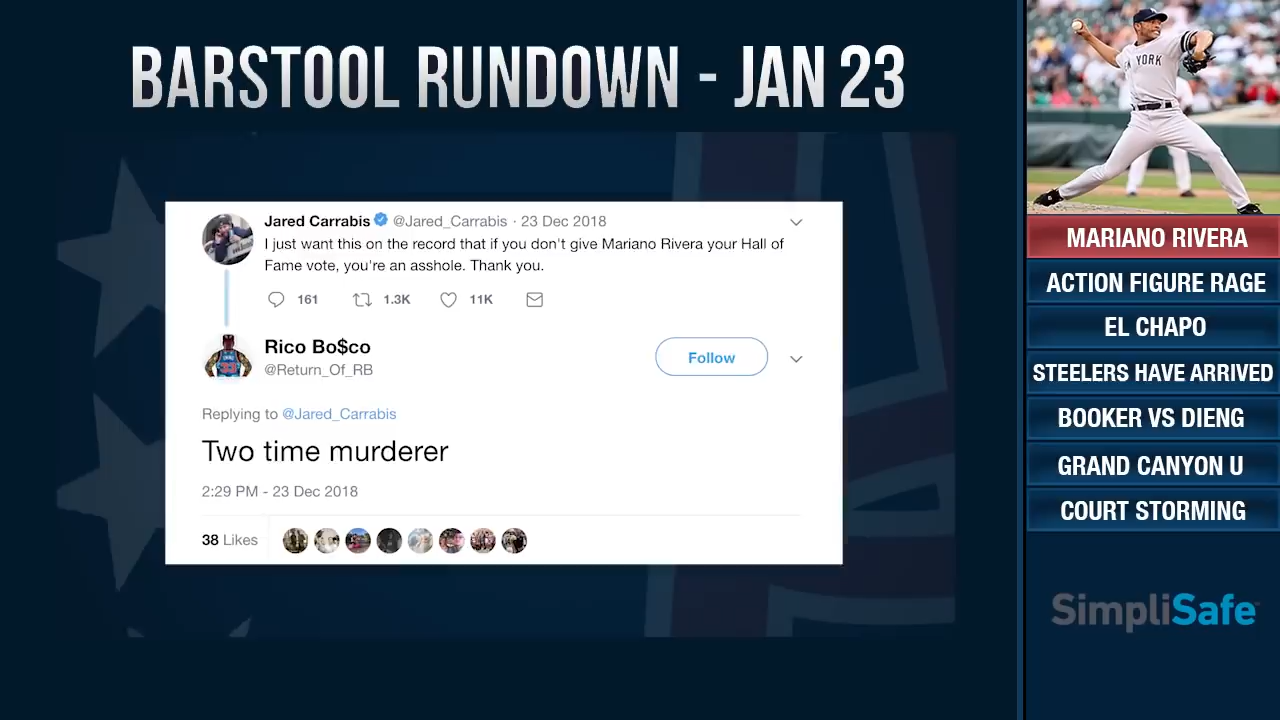 BARSTOOL RUNDOWN - JAN 23
Jared Carrabis @Jared_Carrabis · 23 Dec 2018
I just want this on the record that if you don't give Mariano Rivera your Hall of
Fame vote, you're an asshole. Thank you.
161 1.3K 11K
Rico Bo$co
@Return_Of_RB
Follow
Replying to @Jared_Carrabis
Two time murderer
2:29 PM - 23 Dec 2018
38 Likes
YORK
MARIANO RIVERA
ACTION FIGURE RAGE
EL CHAPO
STEELERS HAVE ARRIVED
BOOKER VS DIENG
GRAND CANYON U
COURT STORMING
SimpliSafe